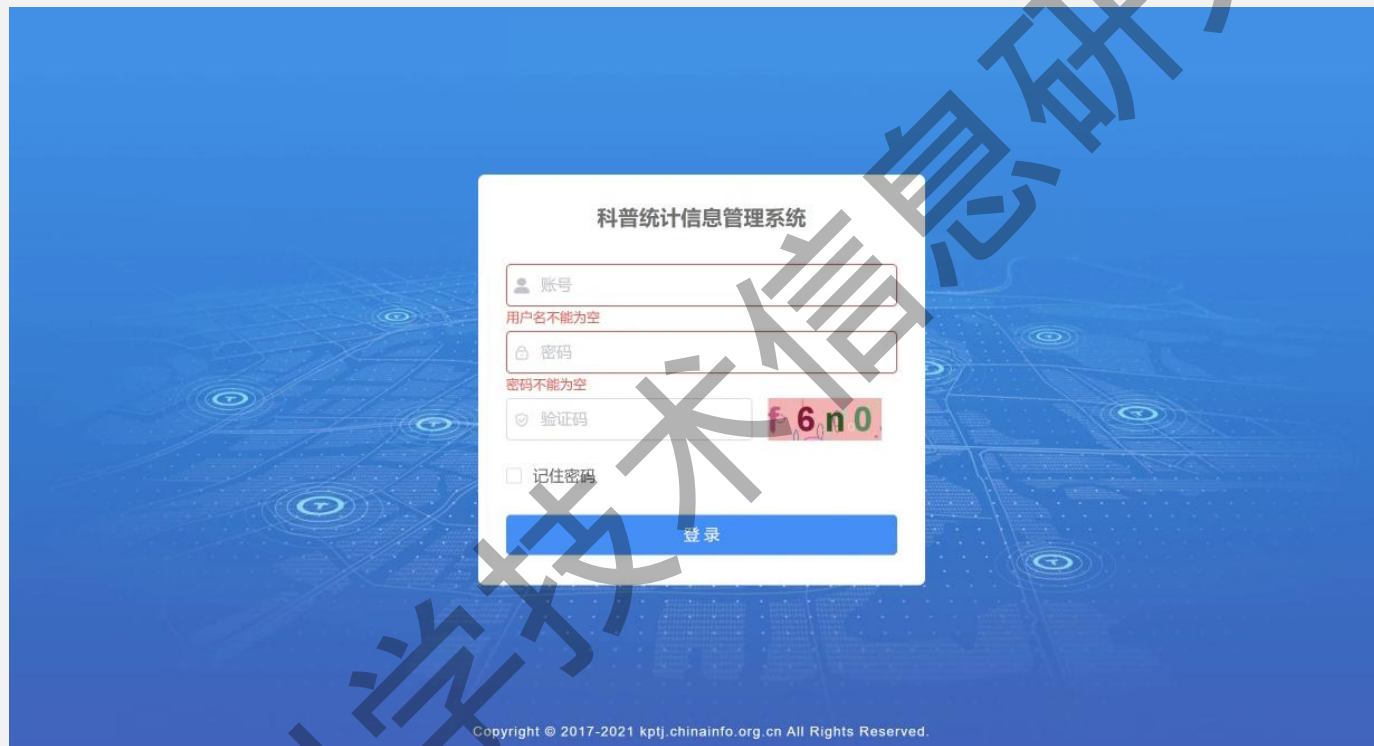 科普统计信息管理系统
账号
用户名不能为空
密码
密码不能为空
验证码
f6n0
记住密码
登录
Copyright © 2017-2021 kptj.chinainfo.org.cn All Rights Reserved.
学技术信息研